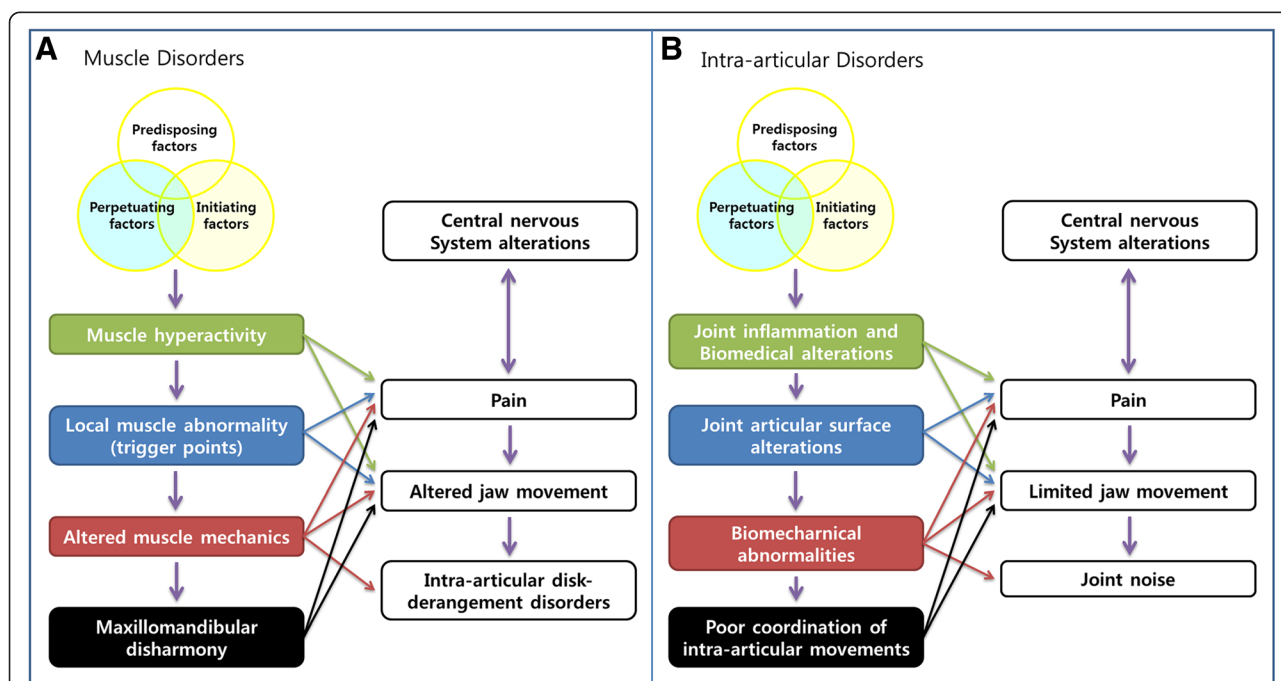 A
Muscle Disorders
Predisposing
factors
Perpetuating
factors
Initiating
factors
Central nervous
System alterations
Muscle hyperactivity
Pain
Local muscle abnormality
(trigger points)
Altered jaw movement
Altered muscle mechanics
Intra-articular disk-
derangement disorders
Maxillomandibular
disharmony
B
Intra-articular Disorders
Predisposing
factors
Perpetuating
factors
Initiating
factors
Central nervous
System alterations
Joint inflammation and
Biomedical alterations
Pain
Joint articular surface
alterations
Limited jaw movement
Biomecharnical
abnormalities
Joint noise
Poor coordination of
intra-articular movements